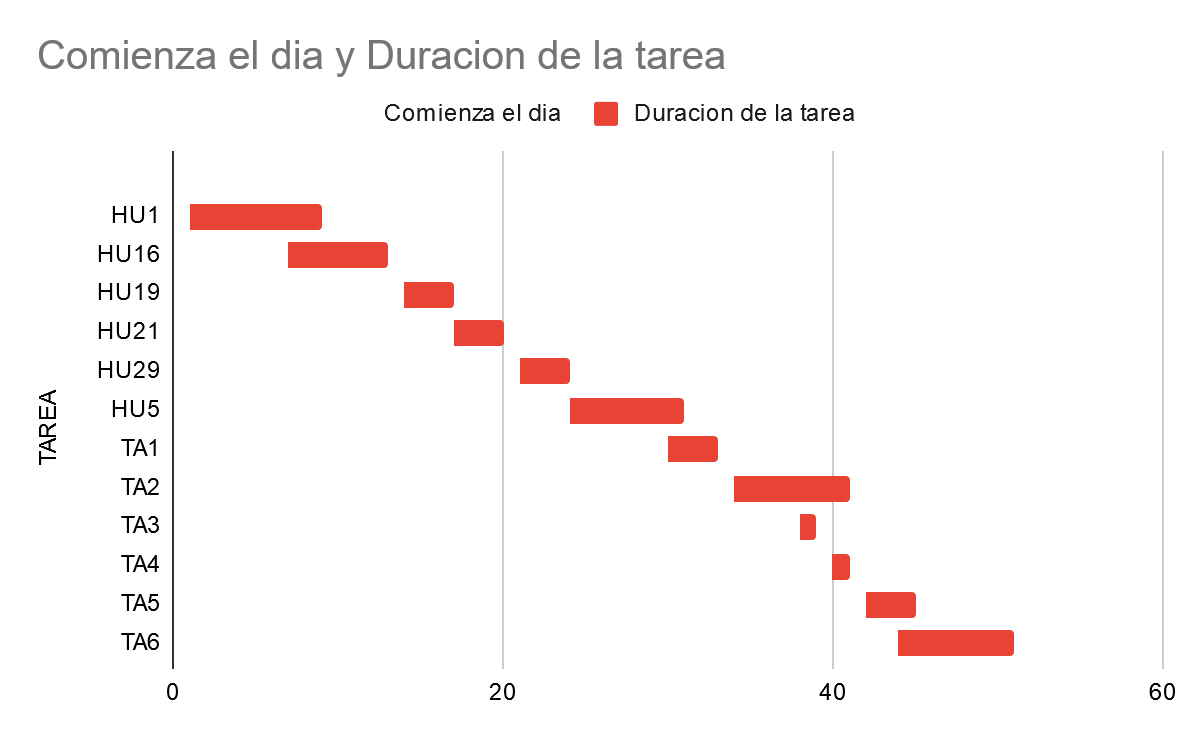 Comienza el dia y Duracion de la tarea
Comienza el dia
Duracion de la tarea
TAREA
HU1
HU16
HU19
HU21
HU29
HU5
TA1
TA2
TA3
TA4
TA5
TA6
0 20 40 60